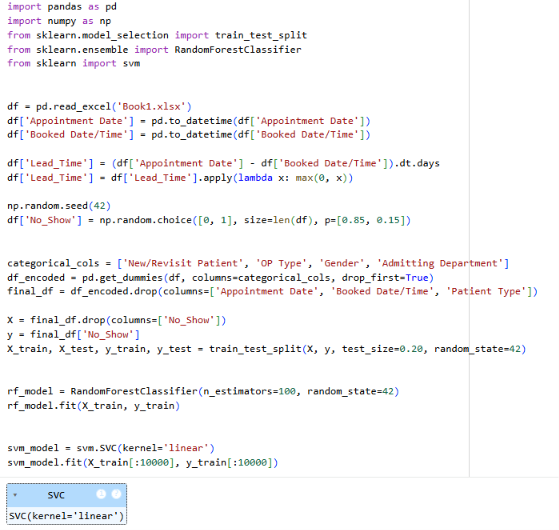 import pandas as pd
import numpy as np
from sklearn.model_selection import train_test_split
from sklearn.ensemble import RandomForestClassifier
from sklearn import svm
df = pd.read_excel('Book1.xlsx')
df['Appointment Date'] = pd.to_datetime(df['Appointment Date'])
df['Booked Date/Time'] = pd.to_datetime(df['Booked Date/Time'])
df['Lead_Time'] = (df['Appointment Date'] - df['Booked Date/Time']).dt.days
df['Lead_Time'] = df['Lead_Time'].apply(lambda x: max(0, x))
np.random.seed(42)
df['No_Show'] = np.random.choice([0, 1], size=len(df), p=[0.85, 0.15])
categorical_cols = ['New/Revisit Patient', 'OP Type', 'Gender', 'Admitting Department']
df_encoded = pd.get_dummies(df, columns=categorical_cols, drop_first=True)
final_df = df_encoded.drop(columns=['Appointment Date', 'Booked Date/Time', 'Patient Type'])
X = final_df.drop(columns=['No_Show'])
y = final_df['No_Show']
X_train, X_test, y_train, y_test = train_test_split(X, y, test_size=0.20, random_state=42)
rf_model = RandomForestClassifier(n_estimators=100, random_state=42)
rf_model.fit(X_train, y_train)
svm_model = svm.SVC(kernel='linear')
svm_model.fit(X_train[:10000], y_train[:10000])
SVC
SVC(kernel='linear')